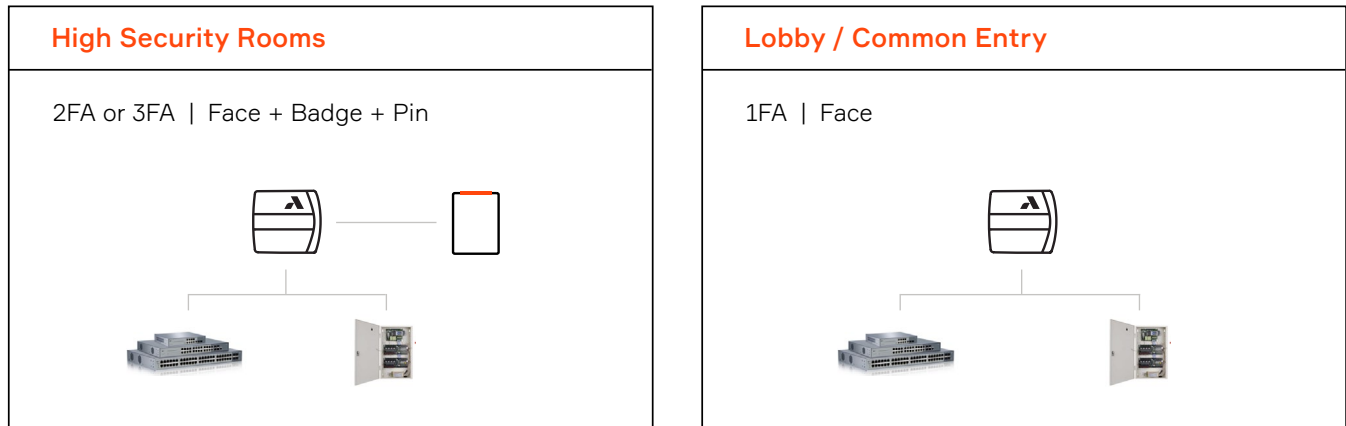 High Security Rooms
2FA or 3FA | Face + Badge + Pin
Lobby / Common Entry
1FA | Face